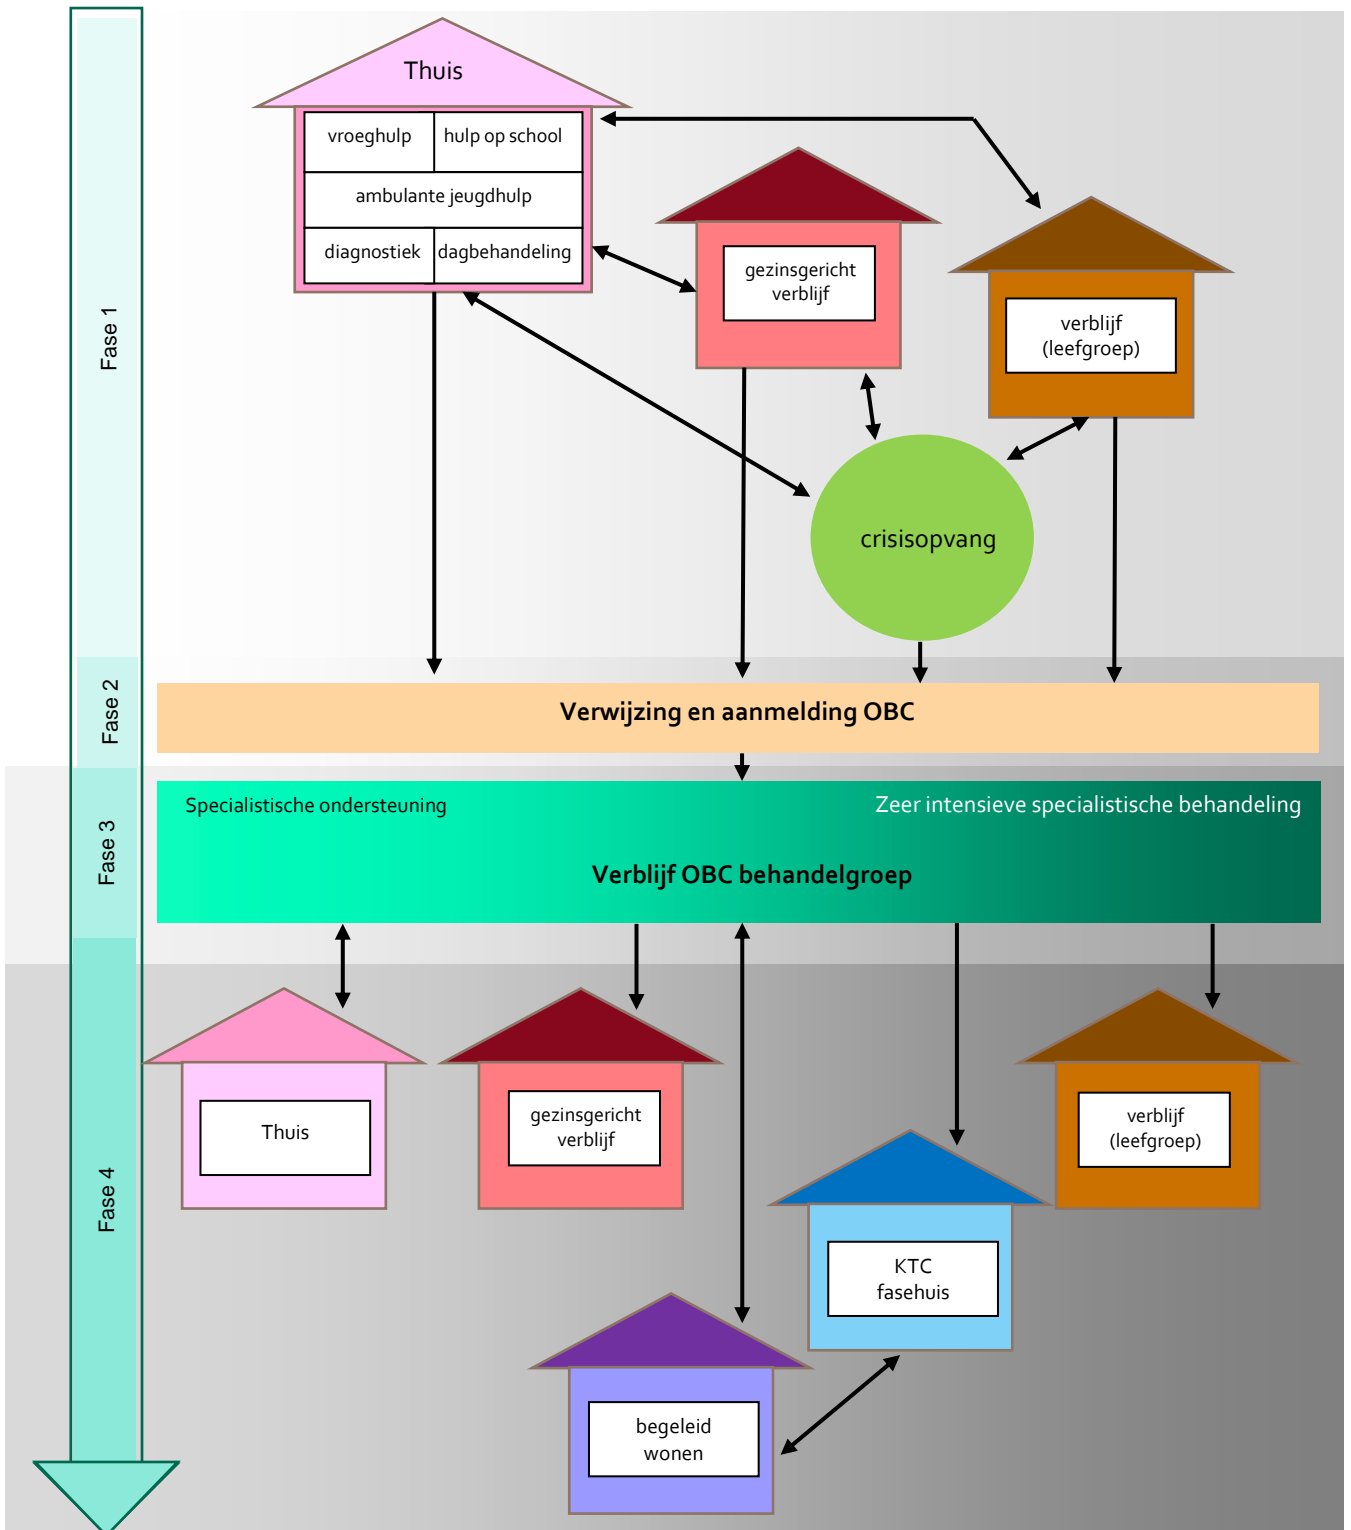 Thuis
vroeghulp
hulp op school
ambulante jeugdhulp
diagnostiek
dagbehandeling
gezinsgericht
verblijf
verblijf
(leefgroep)
Fase 1
crisisopvang
Fase 2
Verwijzing en aanmelding OBC
Fase 3
Specialistische ondersteuning
Zeer intensieve specialistische behandeling
Verblijf OBC behandelgroep
Fase 4
Thuis
gezinsgericht
verblijf
verblijf
(leefgroep)
KTC
fasehuis
begeleid
wonen